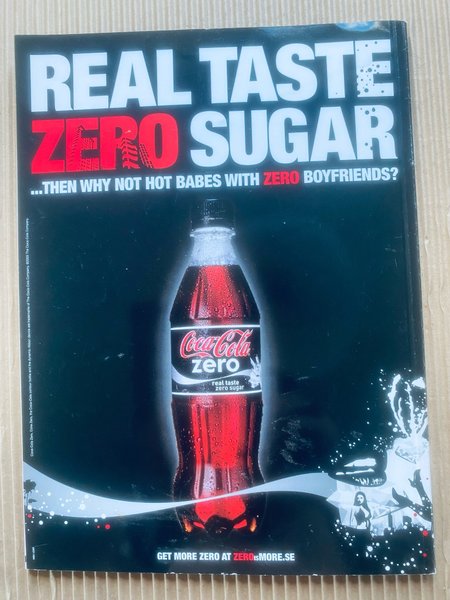 REAL TASTE
ZERO SUGAR
...THEN WHY NOT HOT BABES WITH ZERO BOYFRIENDS?
Coca-Cola
zero
real taste
zero sugar
GET MORE ZERO AT ZEROISMORE.SE